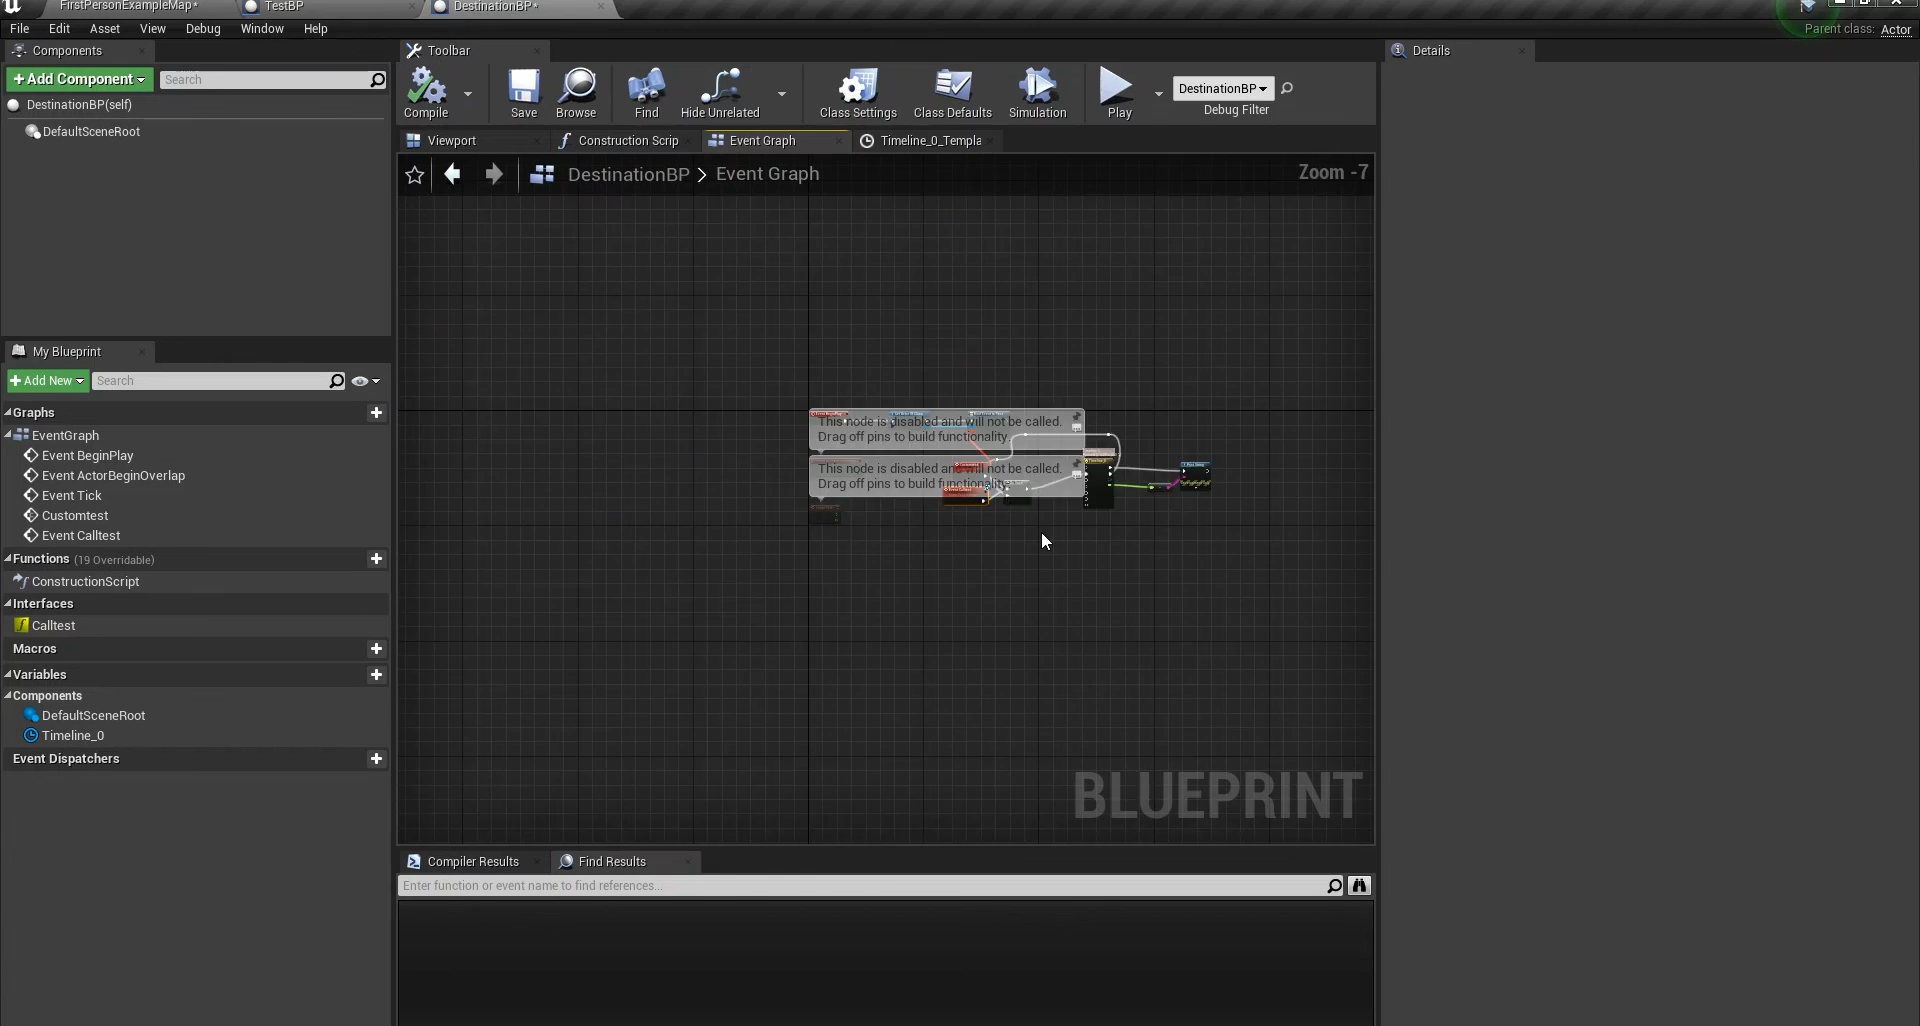 FirstPersonExampleMap*
TestBP
DestinationBP*
File Edit Asset View Debug Window Help
Parent class: Actor
Components
Toolbar
Details
+Add Component
Search
DestinationBP(self)
DefaultSceneRoot
Compile
Save
Browse
Find
Hide Unrelated
Class Settings
Class Defaults
Simulation
Play
DestinationBP
Debug Filter
Viewport
Construction Scrip
Event Graph
Timeline_0_Templa
DestinationBP > Event Graph
Zoom -7
This node is disabled and will not be called.
Drag off pins to build functionality.
This node is disabled and will not be called.
Drag off pins to build functionality.
BLUEPRINT
My Blueprint
+Add New
Search
Graphs
EventGraph
Event BeginPlay
Event ActorBeginOverlap
Event Tick
Customtest
Event Calltest
Functions (19 Overridable)
ConstructionScript
Interfaces
Calltest
Macros
Variables
Components
DefaultSceneRoot
Timeline_0
Event Dispatchers
Compiler Results
Find Results
Enter function or event name to find references...